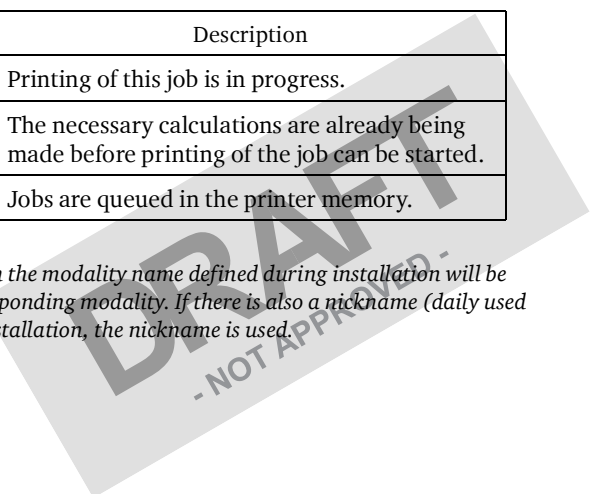 Description
Printing of this job is in progress.
The necessary calculations are already being
made before printing of the job can be started.
Jobs are queued in the printer memory.
the modality name defined during installation will be
ponding modality. If there is also a nickname (daily used
stallation, the nickname is used.
DRAFT
- NOT APPROVED -